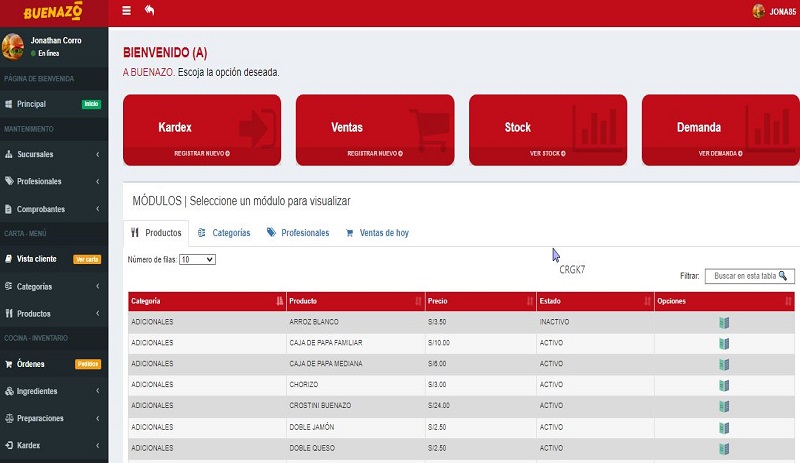 BUENAZO
JONA85
Jonathan Corro
En línea
PÁGINA DE BIENVENIDA
Principal
Inicio
MANTENIMIENTO
Sucursales
Profesionales
Comprobantes
CARTA - MENÚ
Vista cliente
Ver carta
Categorías
Productos
COCINA - INVENTARIO
Órdenes
Pedidos
Ingredientes
Preparaciones
Kardex
BIENVENIDO (A)
A BUENAZO. Escoja la opción deseada.
Kardex
REGISTRAR NUEVO
Ventas
REGISTRAR NUEVO
Stock
VER STOCK
Demanda
VER DEMANDA
MÓDULOS | Seleccione un módulo para visualizar
Productos Categorías Profesionales Ventas de hoy
Número de filas: 10
CRGK7
Filtrar: Buscar en esta tabla
Categoría Producto Precio Estado Opciones
ADICIONALES ARROZ BLANCO S/3.50 INACTIVO
ADICIONALES CAJA DE PAPA FAMILIAR S/10.00 ACTIVO
ADICIONALES CAJA DE PAPA MEDIANA S/6.00 ACTIVO
ADICIONALES CHORIZO S/3.00 ACTIVO
ADICIONALES CROSTINI BUENAZO S/24.00 ACTIVO
ADICIONALES DOBLE JAMÓN S/2.50 ACTIVO
ADICIONALES DOBLE QUESO S/2.50 ACTIVO